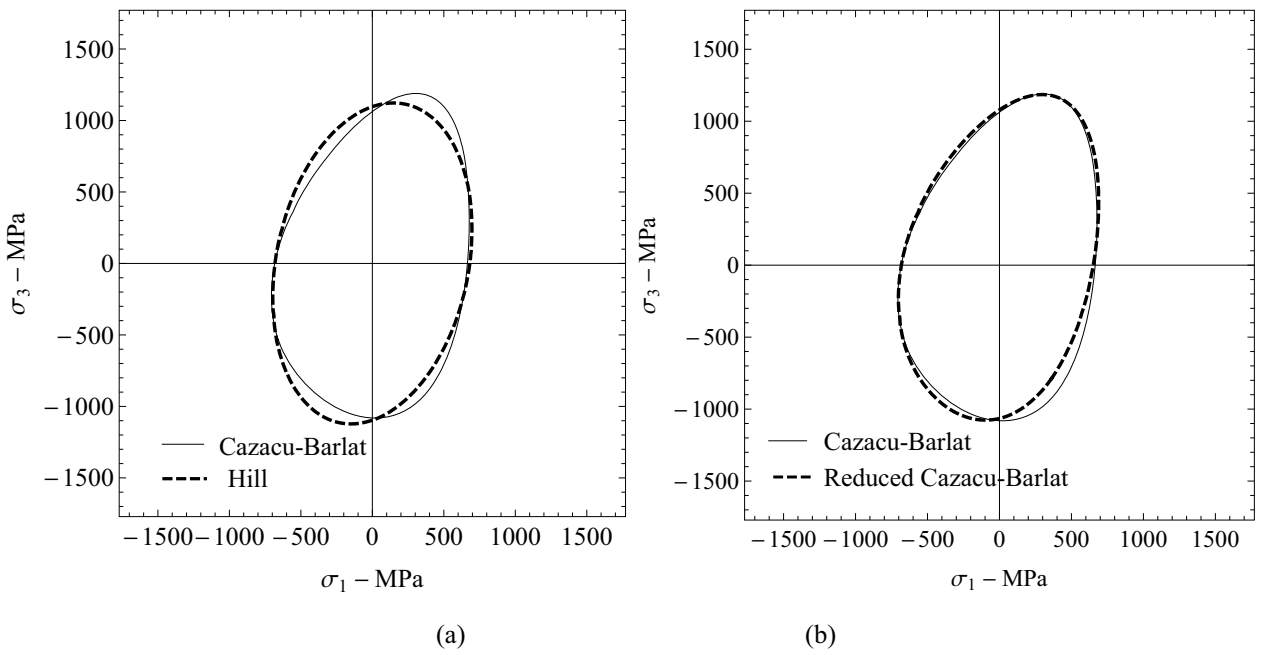 1500
1000
500
0
−500
−1000
−1500
σ3 – MPa
Cazacu-Barlat
Hill
−1500 −1000 −500 0 500 1000 1500
σ1 – MPa
(a)
1500
1000
500
0
−500
−1000
−1500
σ3 – MPa
Cazacu-Barlat
Reduced Cazacu-Barlat
−1500 −1000 −500 0 500 1000 1500
σ1 – MPa
(b)